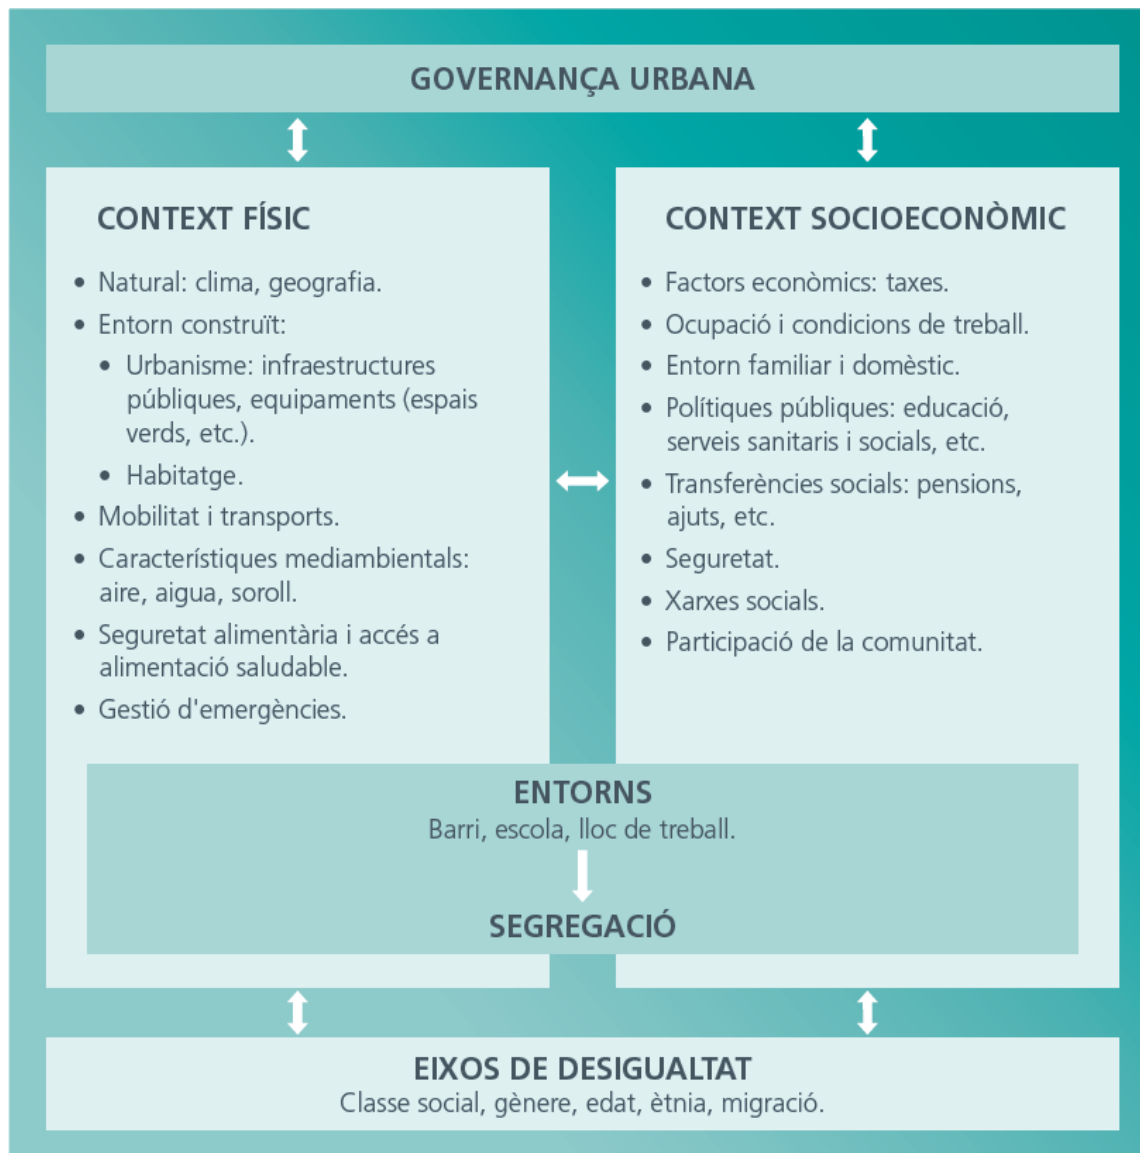 GOVERNANÇA URBANA
CONTEXT FÍSIC
• Natural: clima, geografia.
• Entorn construït:
• Urbanisme: infraestructures
públiques, equipaments (espais
verds, etc.).
• Habitatge.
• Mobilitat i transports.
• Característiques mediambientals:
aire, aigua, soroll.
• Seguretat alimentària i accés a
alimentació saludable.
• Gestió d'emergències.
CONTEXT SOCIOECONÒMIC
• Factors econòmics: taxes.
• Ocupació i condicions de treball.
• Entorn familiar i domèstic.
• Polítiques públiques: educació,
serveis sanitaris i socials, etc.
• Transferències socials: pensions,
ajuts, etc.
• Seguretat.
• Xarxes socials.
• Participació de la comunitat.
ENTORNS
Barri, escola, lloc de treball.
SEGREGACIÓ
EIXOS DE DESIGUALTAT
Classe social, gènere, edat, ètnia, migració.